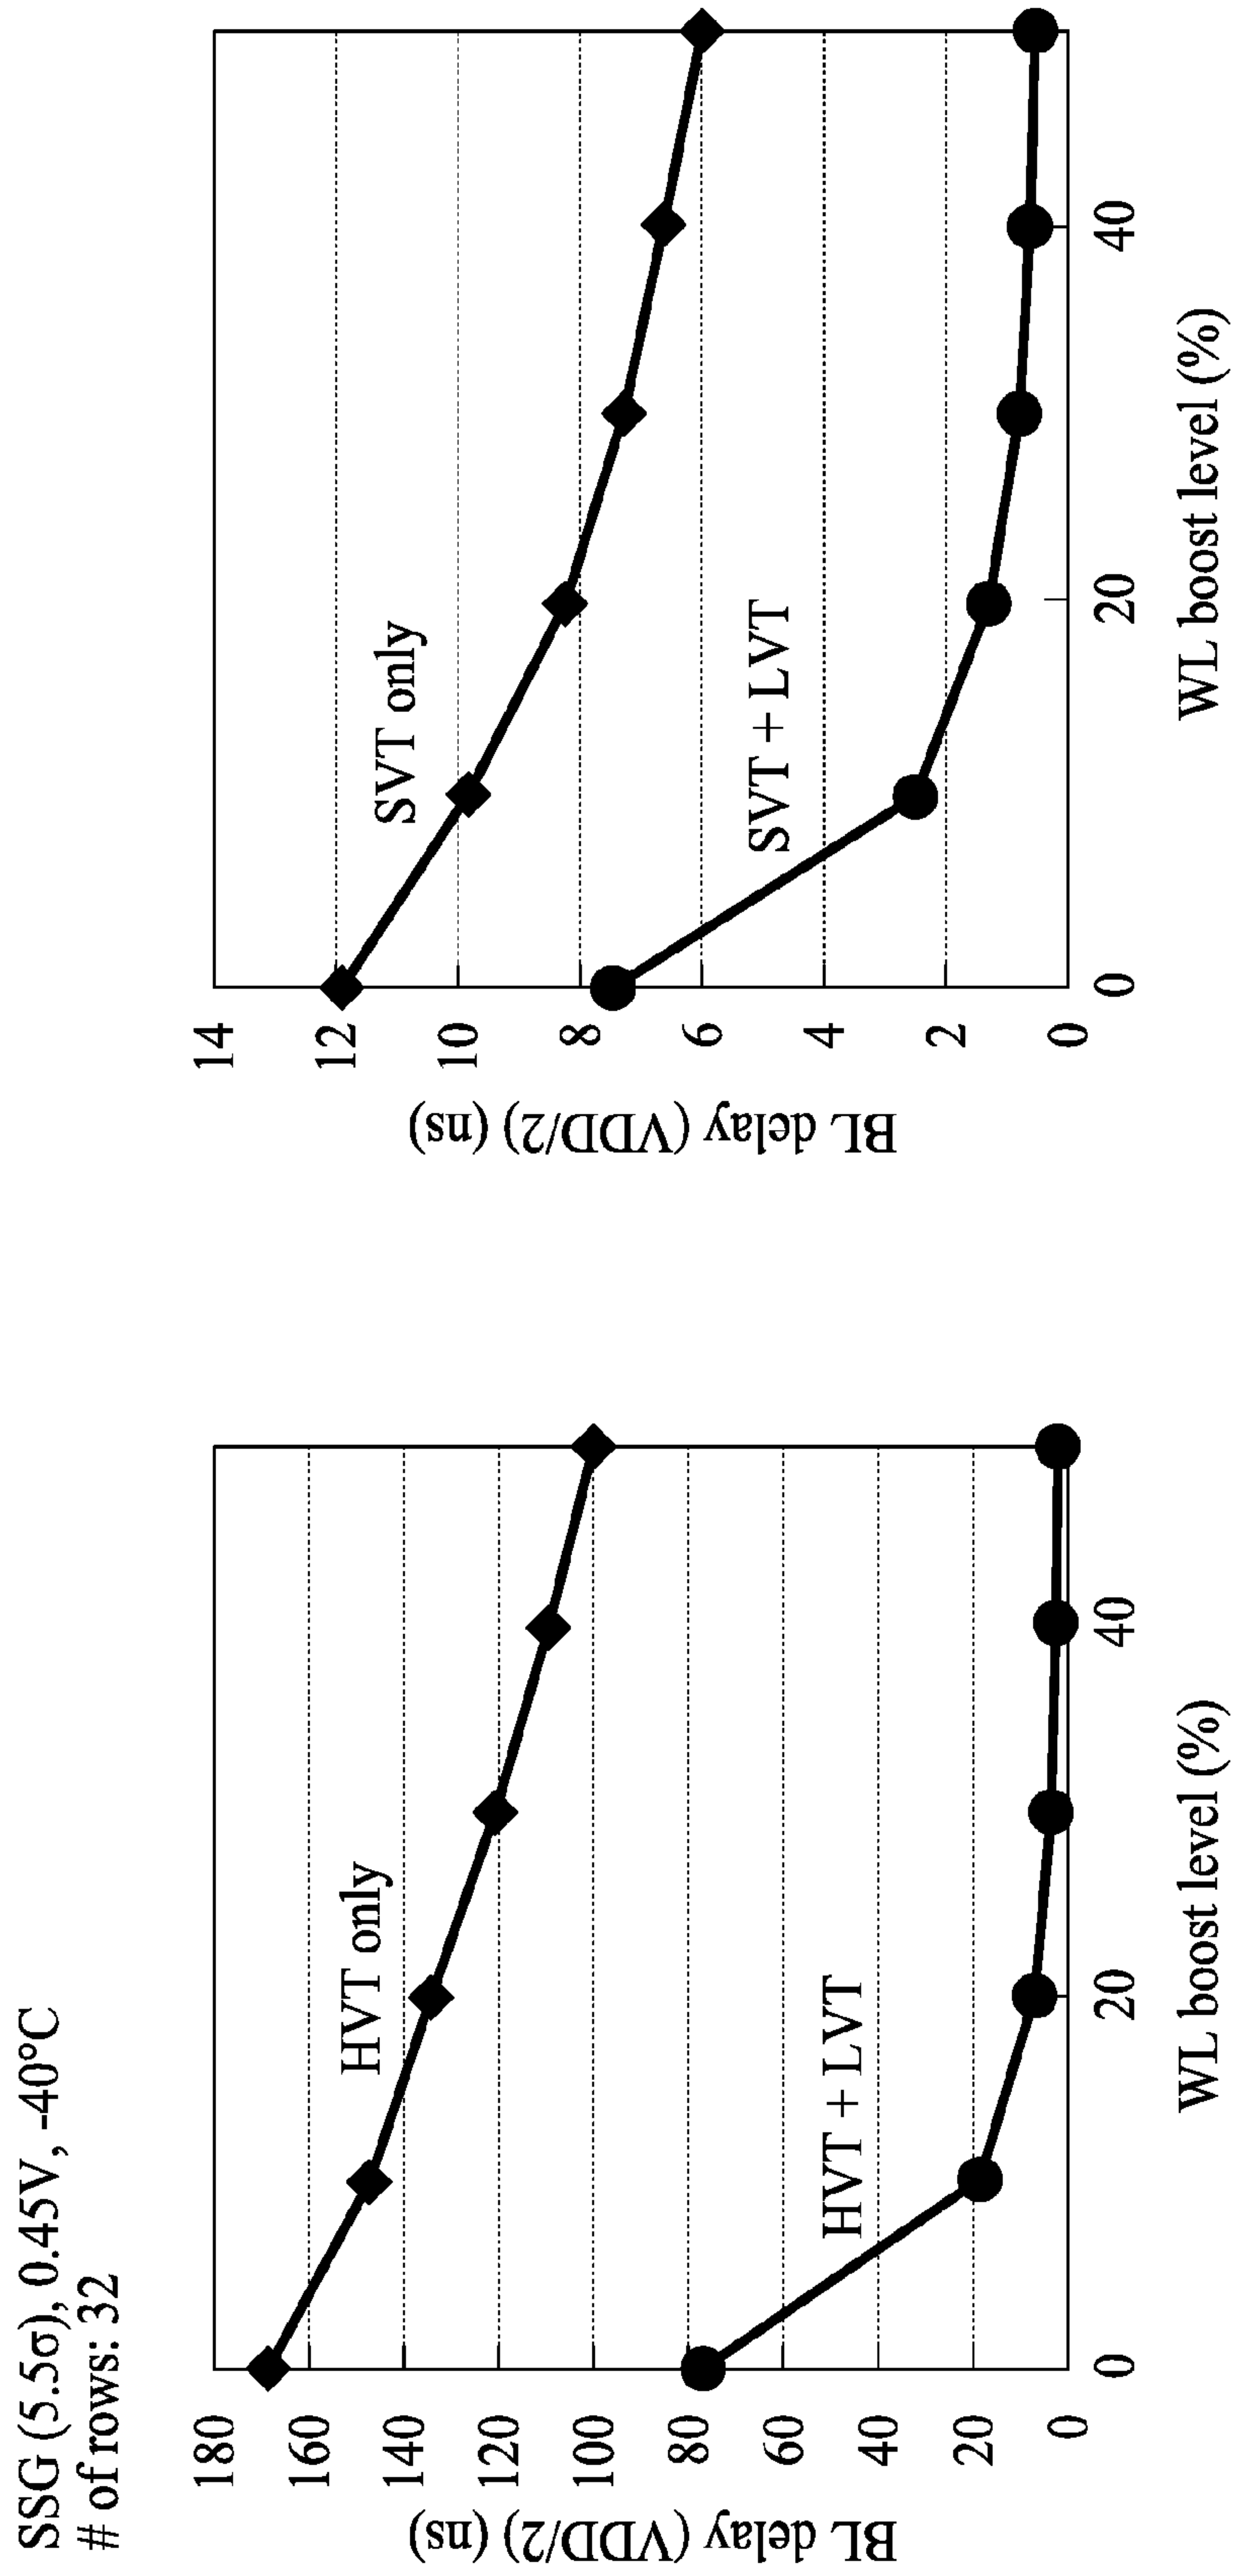 SSG (5.5σ), 0.45V, -40°C
# of rows: 32
BL delay (VDD/2) (ns)
180
160
140
120
100
80
60
40
20
0
HVT only
HVT + LVT
0
20
40
WL boost level (%)
BL delay (VDD/2) (ns)
14
12
10
8
6
4
2
0
SVT only
SVT + LVT
0
20
40
WL boost level (%)